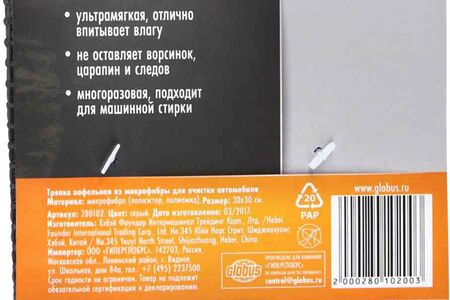 • ультрамягкая, отлично
впитывает влагу
• не оставляет ворсинок,
царапин и следов
• многоразовая, подходит
для машинной стирки
Тряпка вафельная из микрофибры для очистки автомобиля
Материал: микрофибра (полиэстер, полиамид). Размер: 30х30 см.
Артикул: 280102. Цвет: серый. Дата изготовления: 03/2017.
Изготовитель: Хэбэй Фаундер Интернешнл Трейдинг Корп., Лтд. /Hebei
Founder International Trading Corp. Ltd. No.345 Юйхи Норс Стрит, Шидзяжуанг,
Хэбэй, Китай / No 345 Youyi North Street, Shijiazhuang, Hebei, China
Импортер: ООО «ГИПЕРГЛОБУС», 142703, Россия,
Московская область, Ленинский район, г. Видное,
ул. Школьная, дом 84а, тел.: +7 (495) 2237500.
Срок годности не ограничен. Товар не подлежит
обязательной сертификации и декларированию.
20
PAP
globus
control@globus.ru
www.globus.ru
2 000280 102003